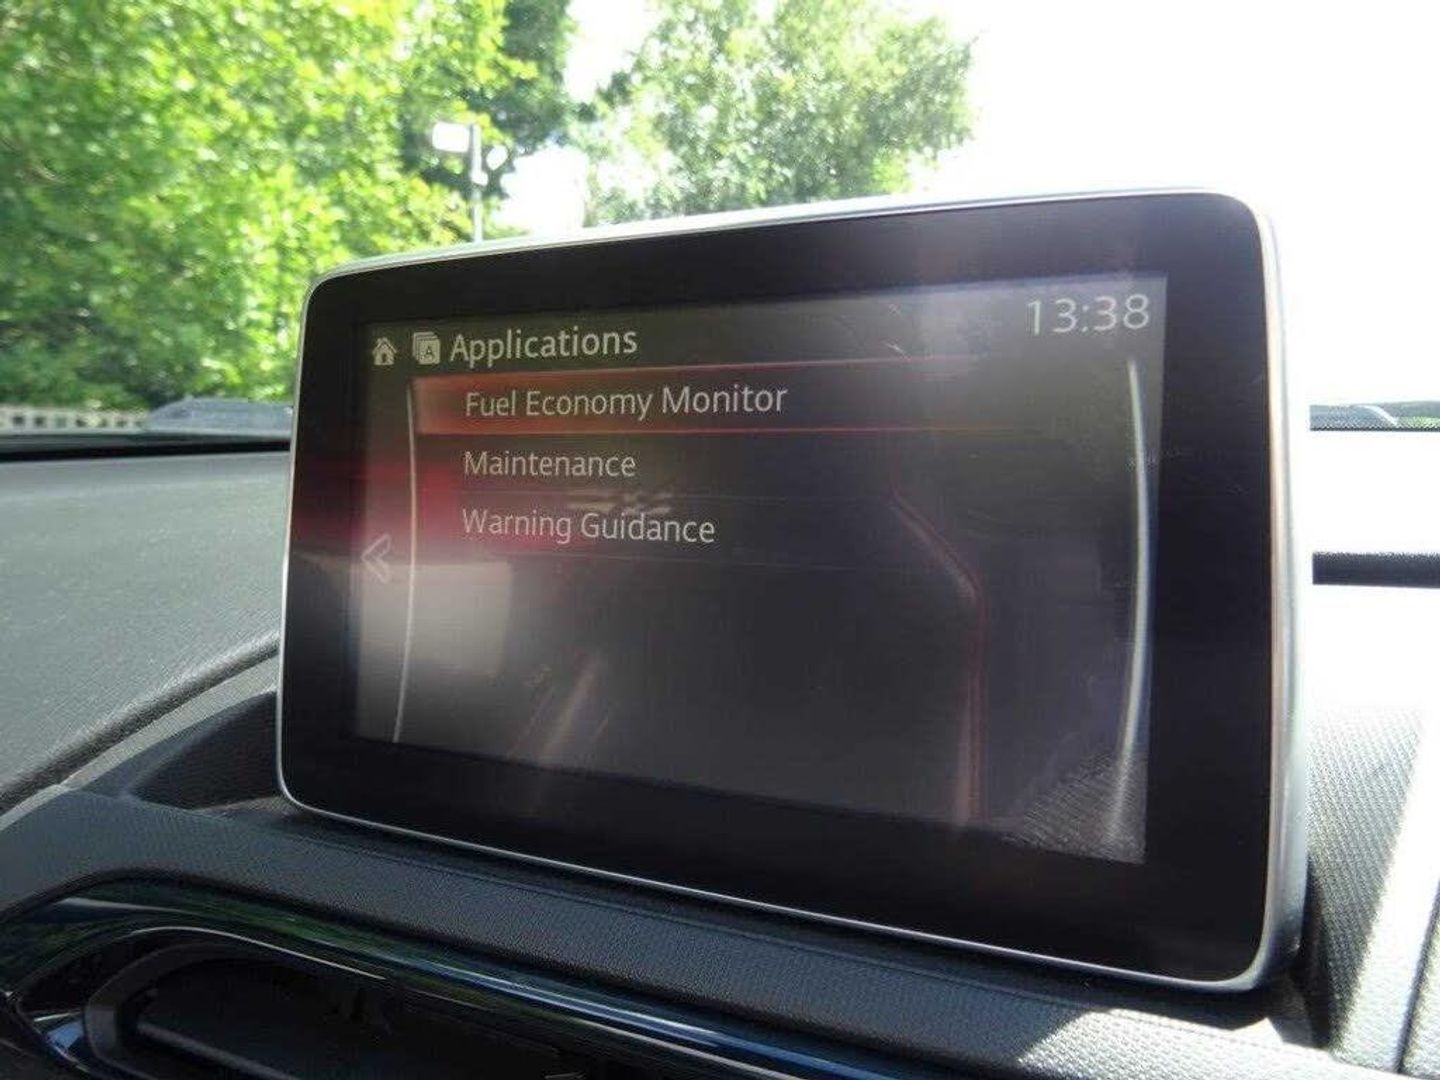 Applications
13:38
Fuel Economy Monitor
Maintenance
Warning Guidance